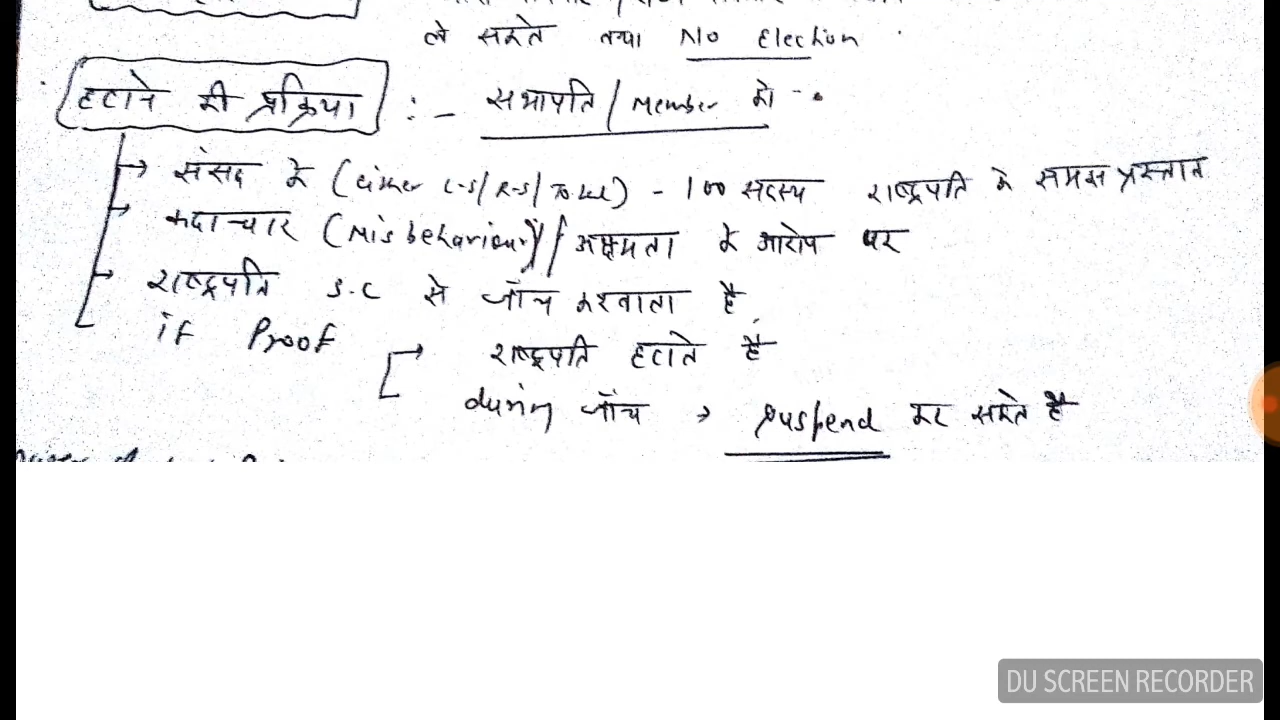 ले सकते तथा No Election .
हटाने की प्रक्रिया : - सभापति / Member को - .
→ संसद के (either L-S/R-S/Total) - 100 सदस्य राष्ट्रपति के समक्ष प्रस्ताव
→ कदाचार (Misbehaviour) / अक्षमता के आरोप पर
→ राष्ट्रपति S.C से जाँच करवाता है
if Proof → राष्ट्रपति हटाते हैं
during जाँच → Suspend कर सकते है
DU SCREEN RECORDER